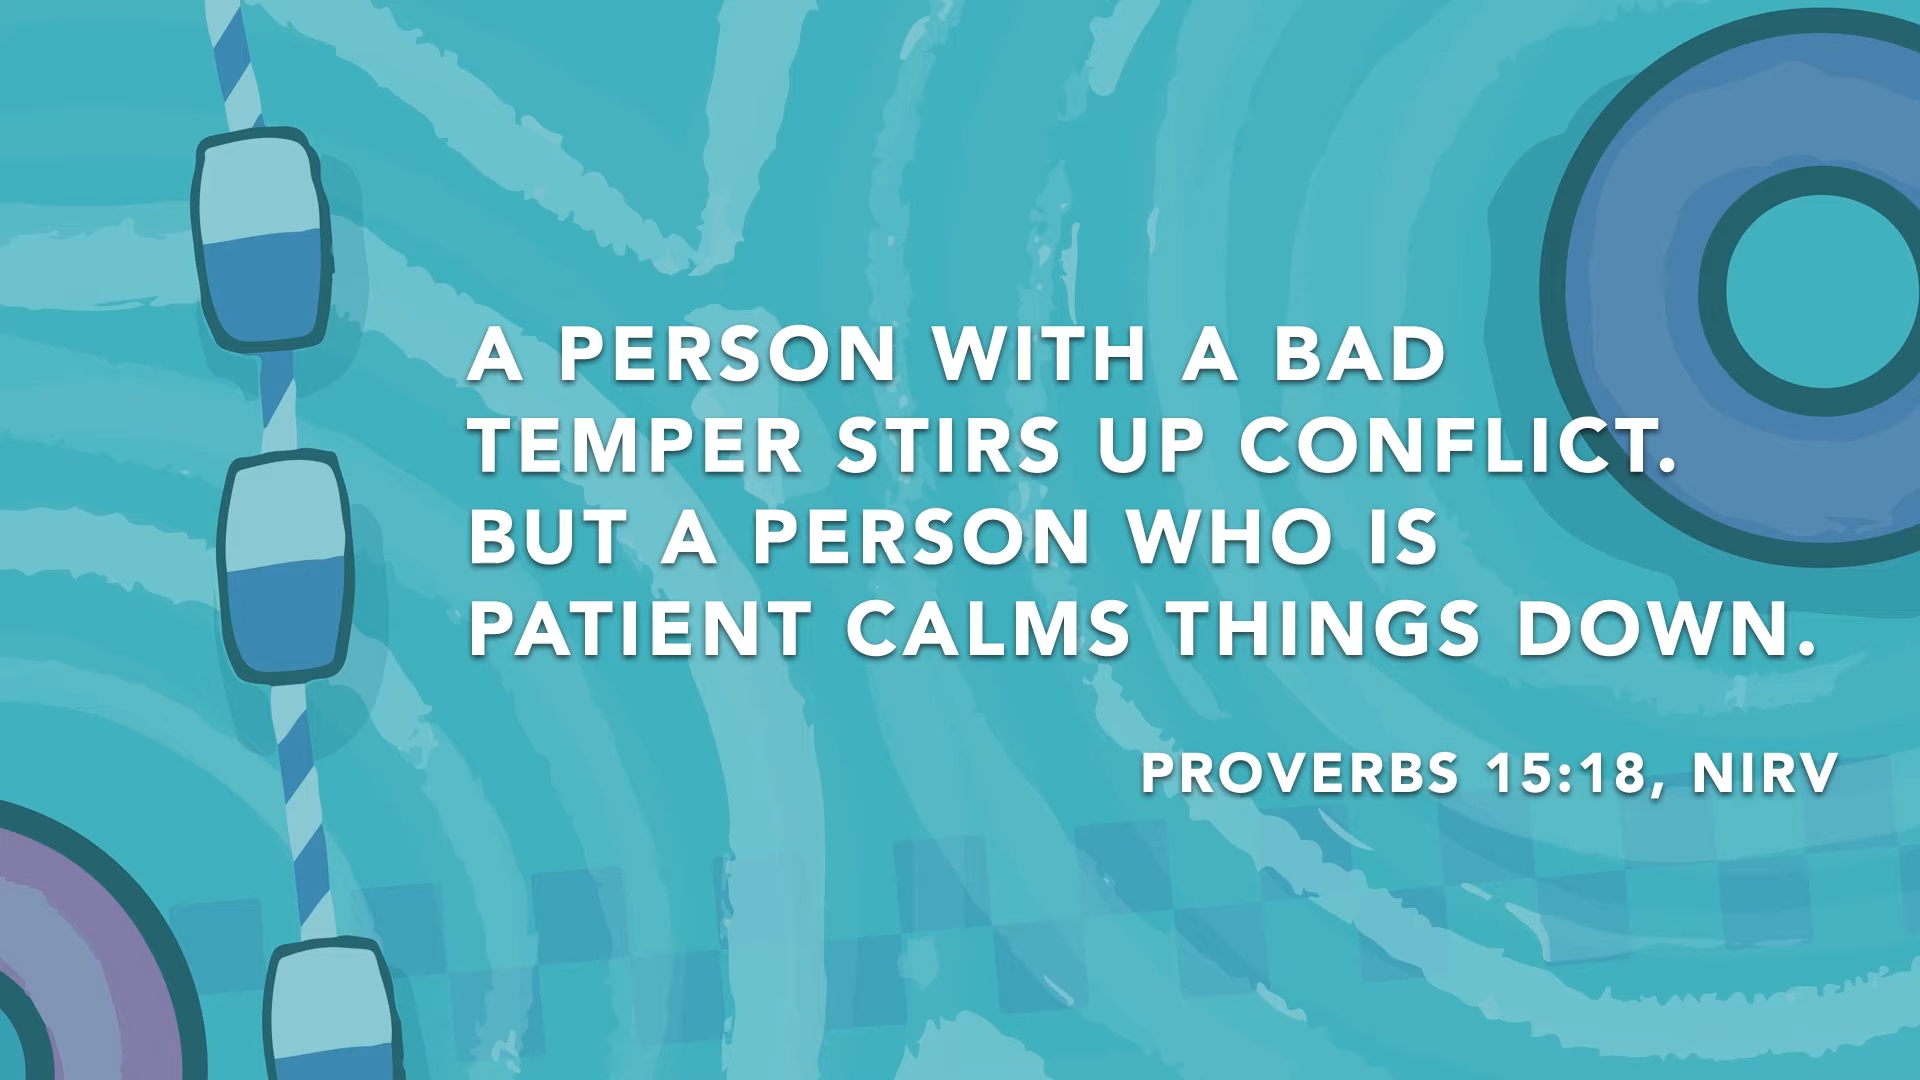 A PERSON WITH A BAD
TEMPER STIRS UP CONFLICT.
BUT A PERSON WHO IS
PATIENT CALMS THINGS DOWN.
PROVERBS 15:18, NIRV